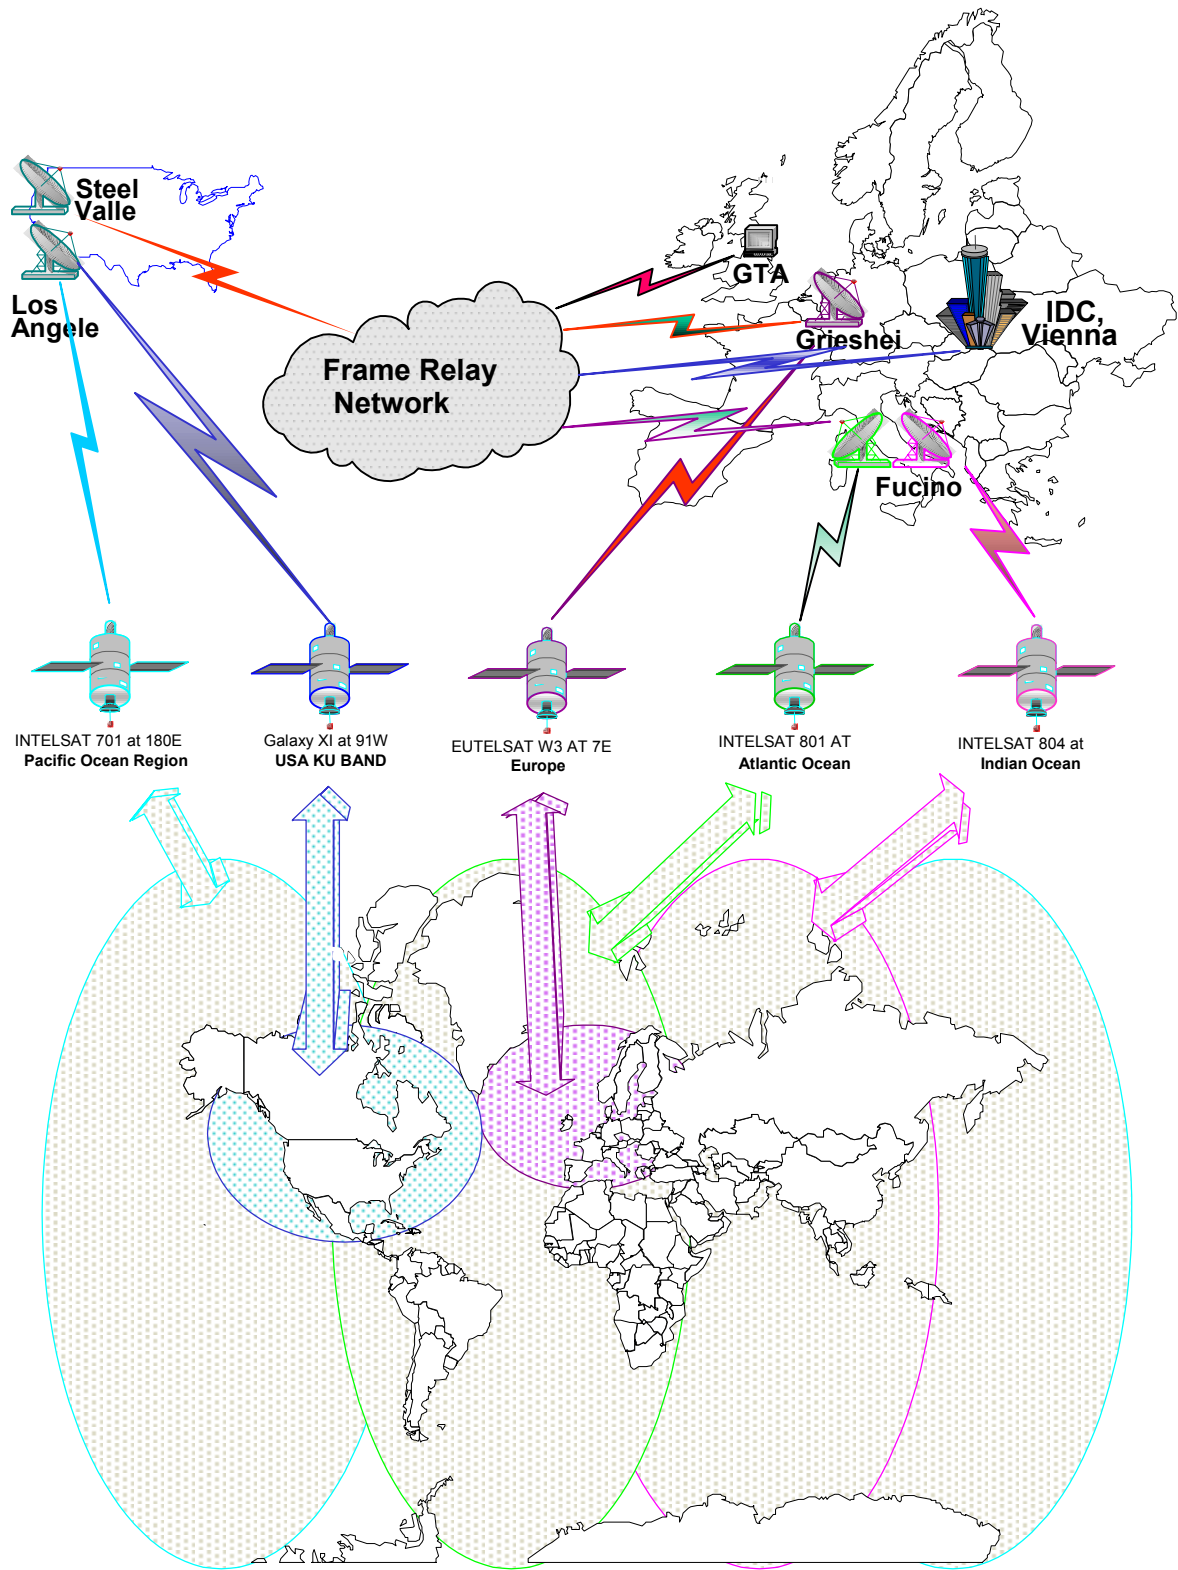 Steel
Valle
Los
Angele
GTA
Grieshei
IDC,
Vienna
Frame Relay
Network
Fucino
INTELSAT 701 at 180E
Pacific Ocean Region
Galaxy XI at 91W
USA KU BAND
EUTELSAT W3 AT 7E
Europe
INTELSAT 801 AT
Atlantic Ocean
INTELSAT 804 at
Indian Ocean